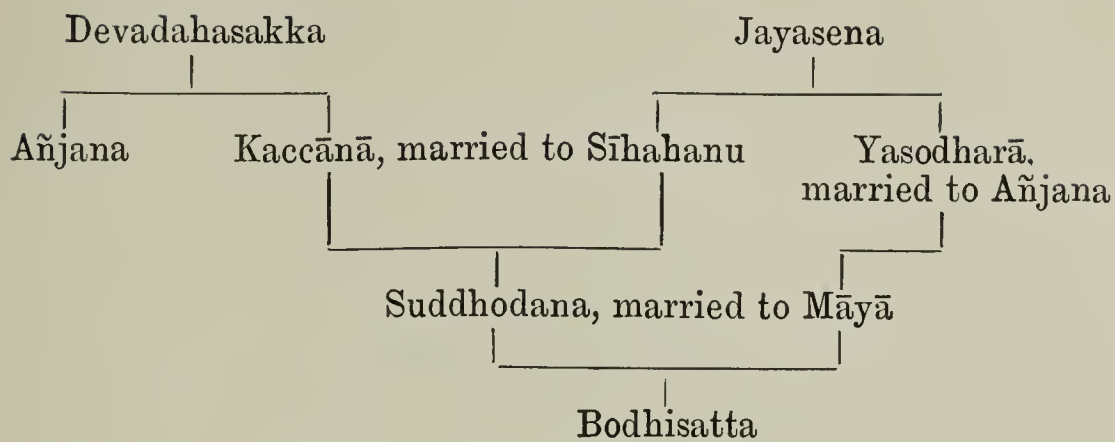 Devadahasakka Jayasena
Añjana Kaccānā, married to Sīhahanu Yasodharā.
married to Añjana
Suddhodana, married to Māyā
Bodhisatta